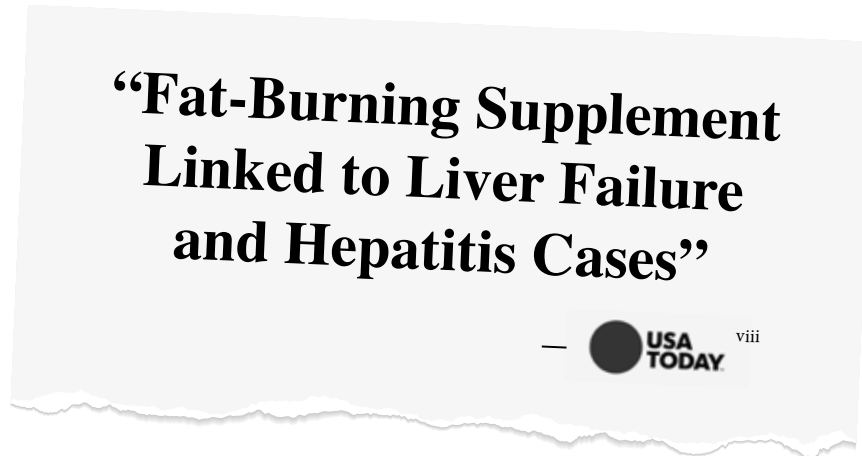 “Fat-Burning Supplement
Linked to Liver Failure
and Hepatitis Cases”
— USA TODAY viii